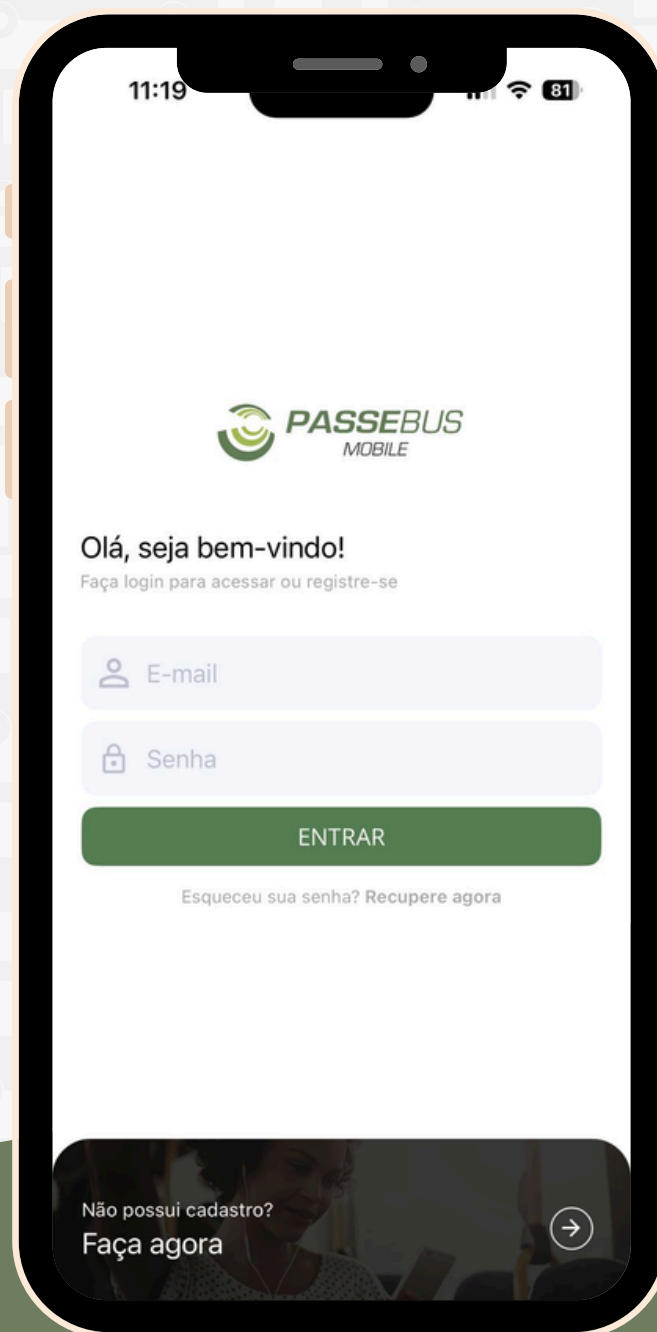 11:19
81
PASSEBUS
MOBILE
Olá, seja bem-vindo!
Faça login para acessar ou registre-se
E-mail
Senha
ENTRAR
Esqueceu sua senha? Recupere agora
Não possui cadastro?
Faça agora